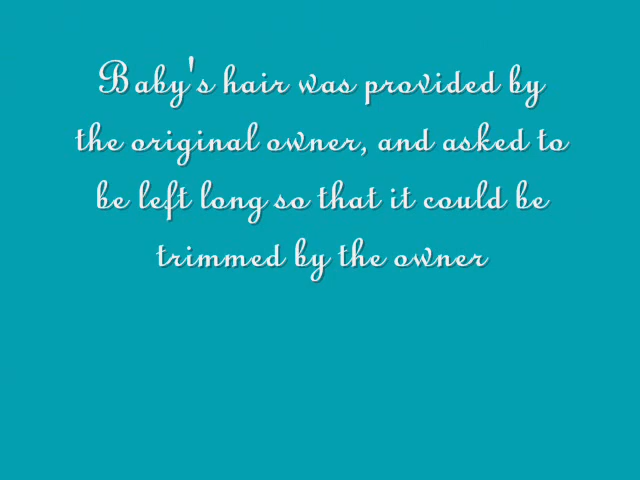 Baby's hair was provided by
the original owner, and asked to
be left long so that it could be
trimmed by the owner